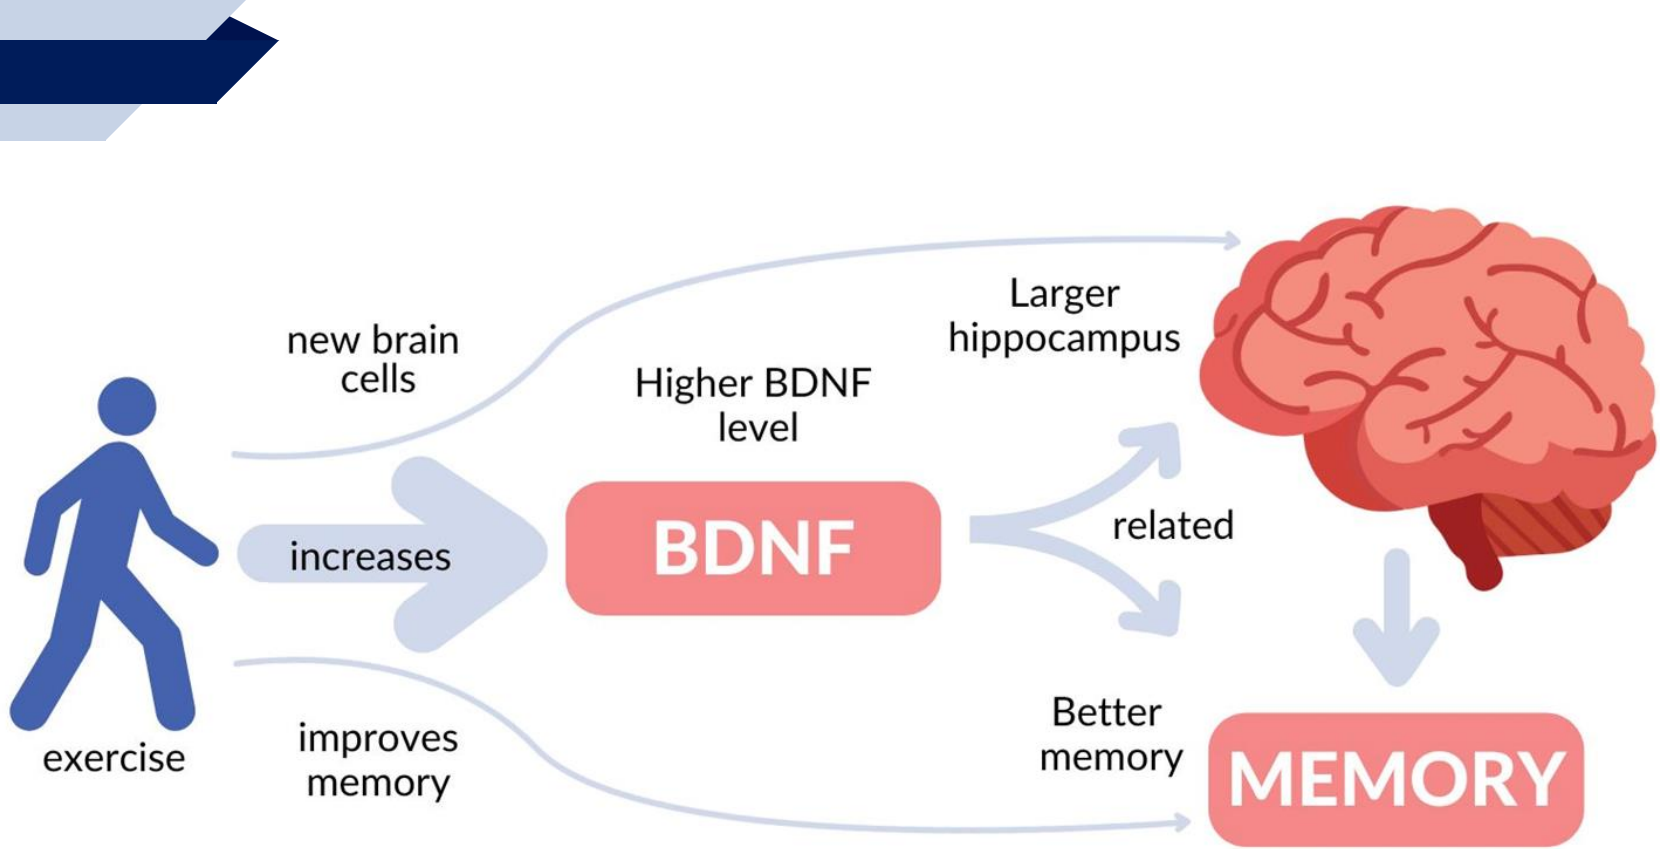 new brain
cells
Larger
hippocampus
Higher BDNF
level
increases
BDNF
related
exercise
improves
memory
Better
memory
MEMORY